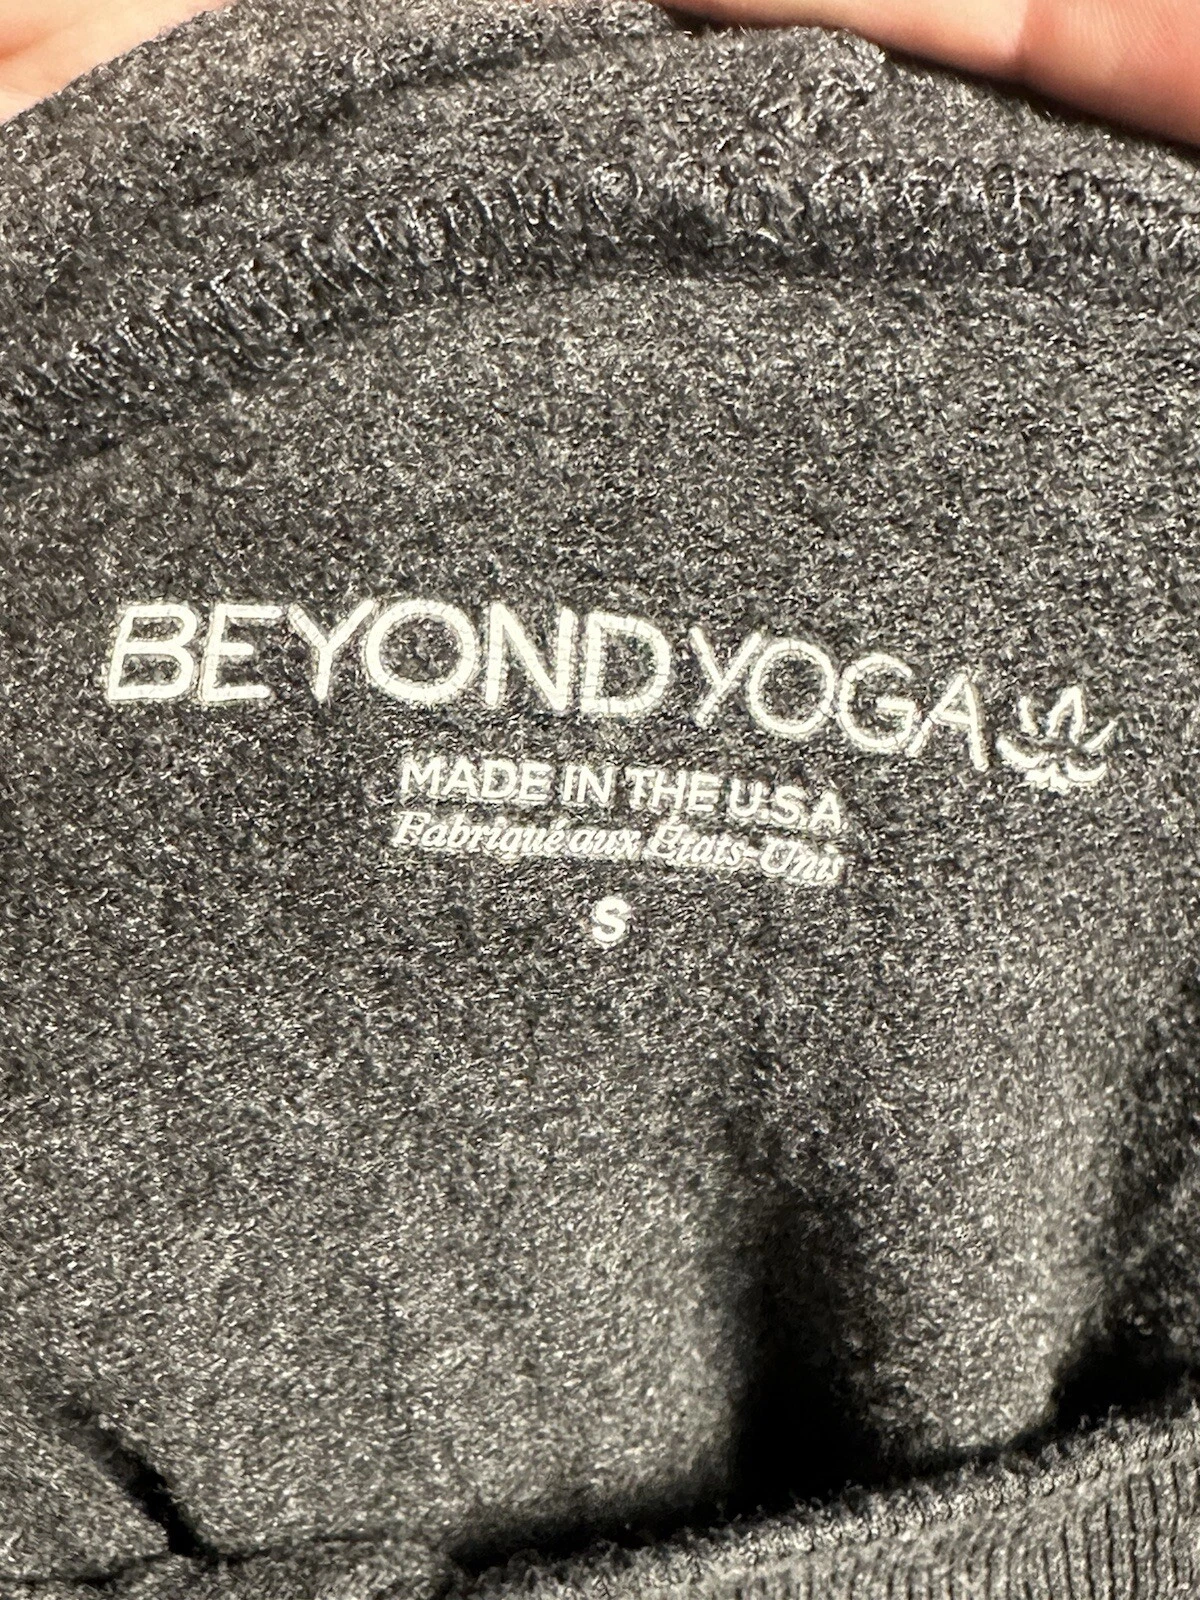 BEYOND YOGA
MADE IN THE U.S.A
Fabriqué aux États-Unis
S